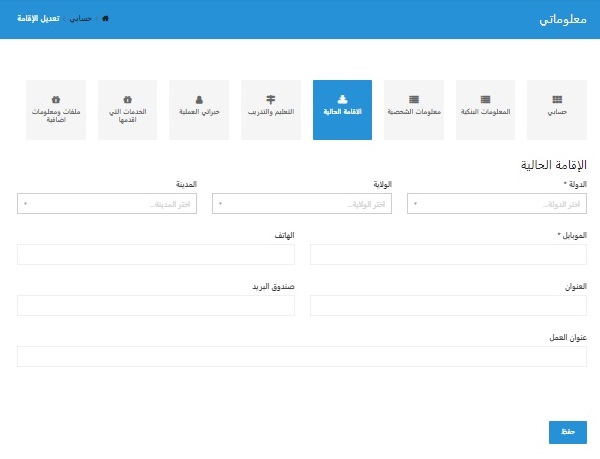 معلوماتي
حسابي / تعديل الإقامة
حسابي
المعلومات البنكية
معلومات الشخصية
الاقامة الحالية
التعليم والتدريب
خبراتي العملية
الخدمات التي
اقدمها
ملفات ومعلومات
اضافية
الإقامة الحالية
الدولة *
الولاية
المدينة
اختر الدولة...
اختر الولاية...
اختر المدينة...
الموبايل *
الهاتف
العنوان
صندوق البريد
عنوان العمل
حفظ